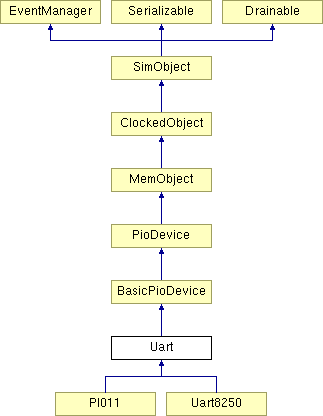 EventManager Serializable Drainable
SimObject
ClockedObject
MemObject
PioDevice
BasicPioDevice
Uart
Pl011 Uart8250